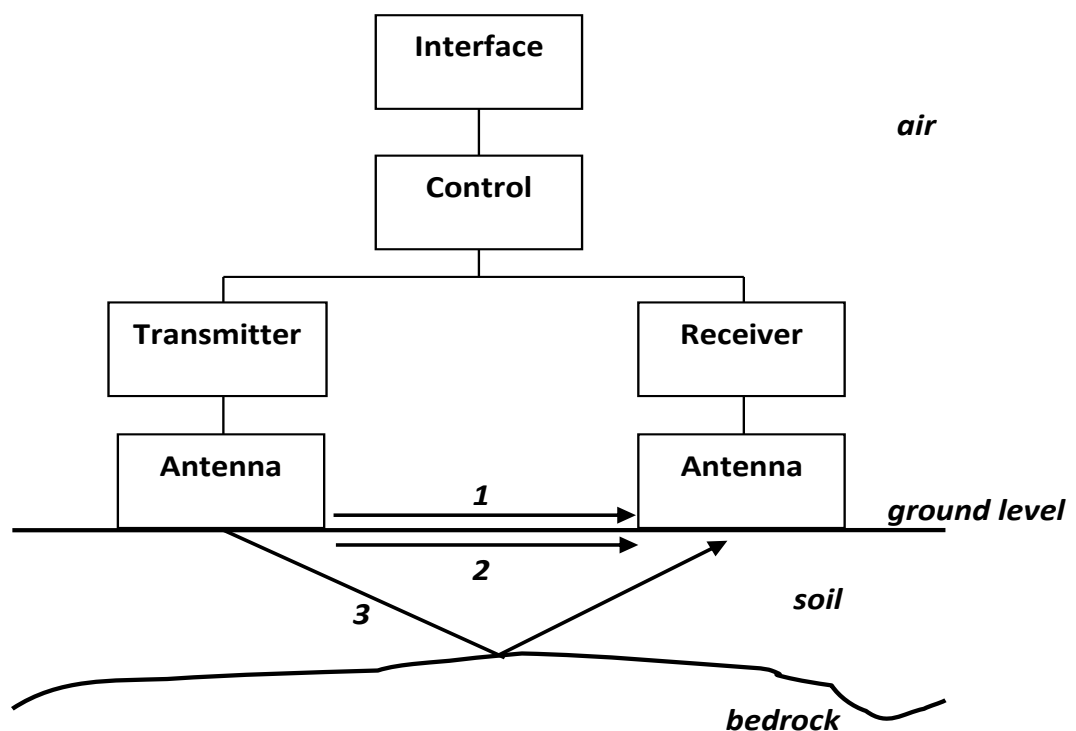 Interface
air
Control
Transmitter
Receiver
Antenna
Antenna
1
ground level
2
soil
3
bedrock